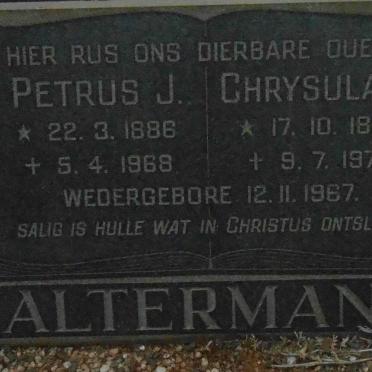 HIER RUS ONS DIERBARE OUE
PETRUS J. CHRYSULA
* 22.3.1886 * 17.10.18
+ 5.4.1968 + 9.7.197
WEDERGEBORE 12.11.1967.
SALIG IS HULLE WAT IN CHRISTUS ONTSL
ALTERMAN